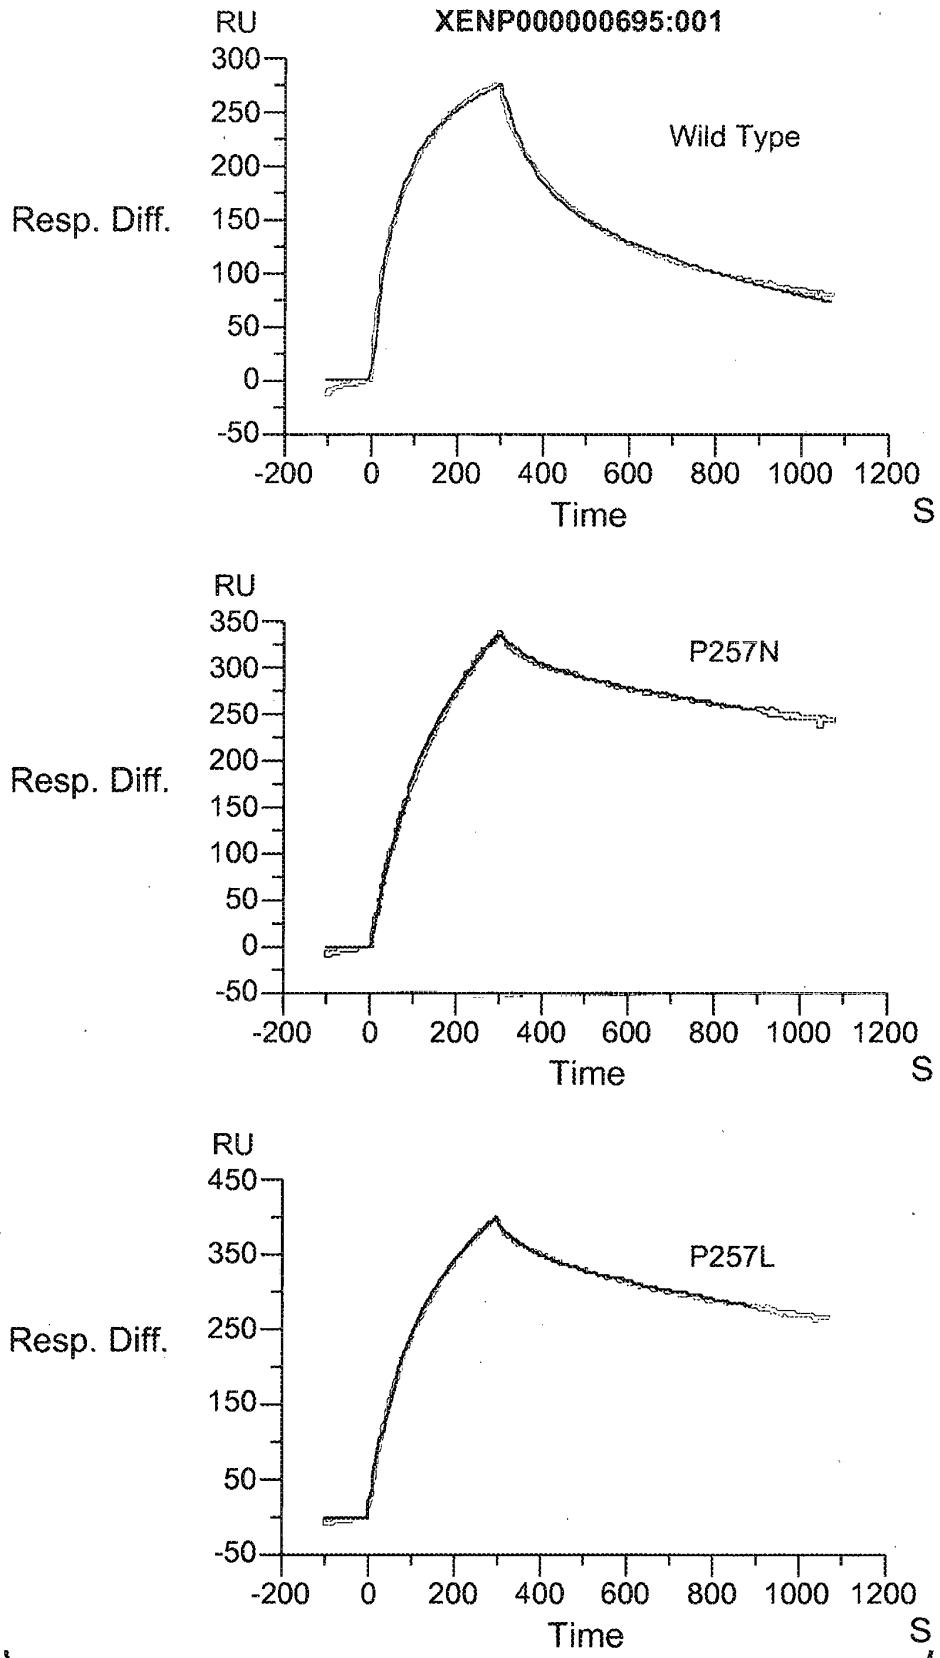 RU XENP000000695:001
300
250
Wild Type
200
Resp. Diff. 150
100
50
0
-50
-200 0 200 400 600 800 1000 1200
Time S
RU
350
P257N
300
250
200
Resp. Diff.
150
100
50
0
-50
-200 0 200 400 600 800 1000 1200
Time S
RU
450
350 P257L
250
Resp. Diff.
150
50
-50
-200 0 200 400 600 800 1000 1200
Time S